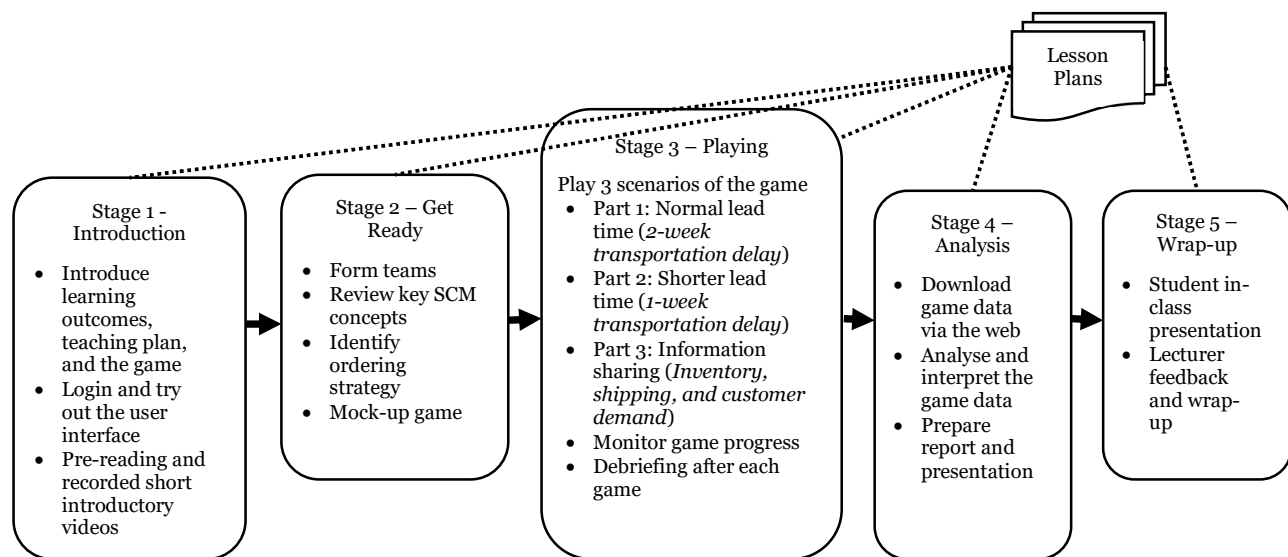 Lesson
Plans
Stage 1 -
Introduction
• Introduce
learning
outcomes,
teaching plan,
and the game
• Login and try
out the user
interface
• Pre-reading and
recorded short
introductory
videos
Stage 2 – Get
Ready
• Form teams
• Review key SCM
concepts
• Identify
ordering
strategy
• Mock-up game
Stage 3 – Playing
Play 3 scenarios of the game
• Part 1: Normal lead
time (2-week
transportation delay)
• Part 2: Shorter lead
time (1-week
transportation delay)
• Part 3: Information
sharing (Inventory,
shipping, and customer
demand)
• Monitor game progress
• Debriefing after each
game
Stage 4 –
Analysis
• Download
game data
via the web
• Analyse and
interpret the
game data
• Prepare
report and
presentation
Stage 5 –
Wrap-up
• Student in-
class
presentation
• Lecturer
feedback
and wrap-
up